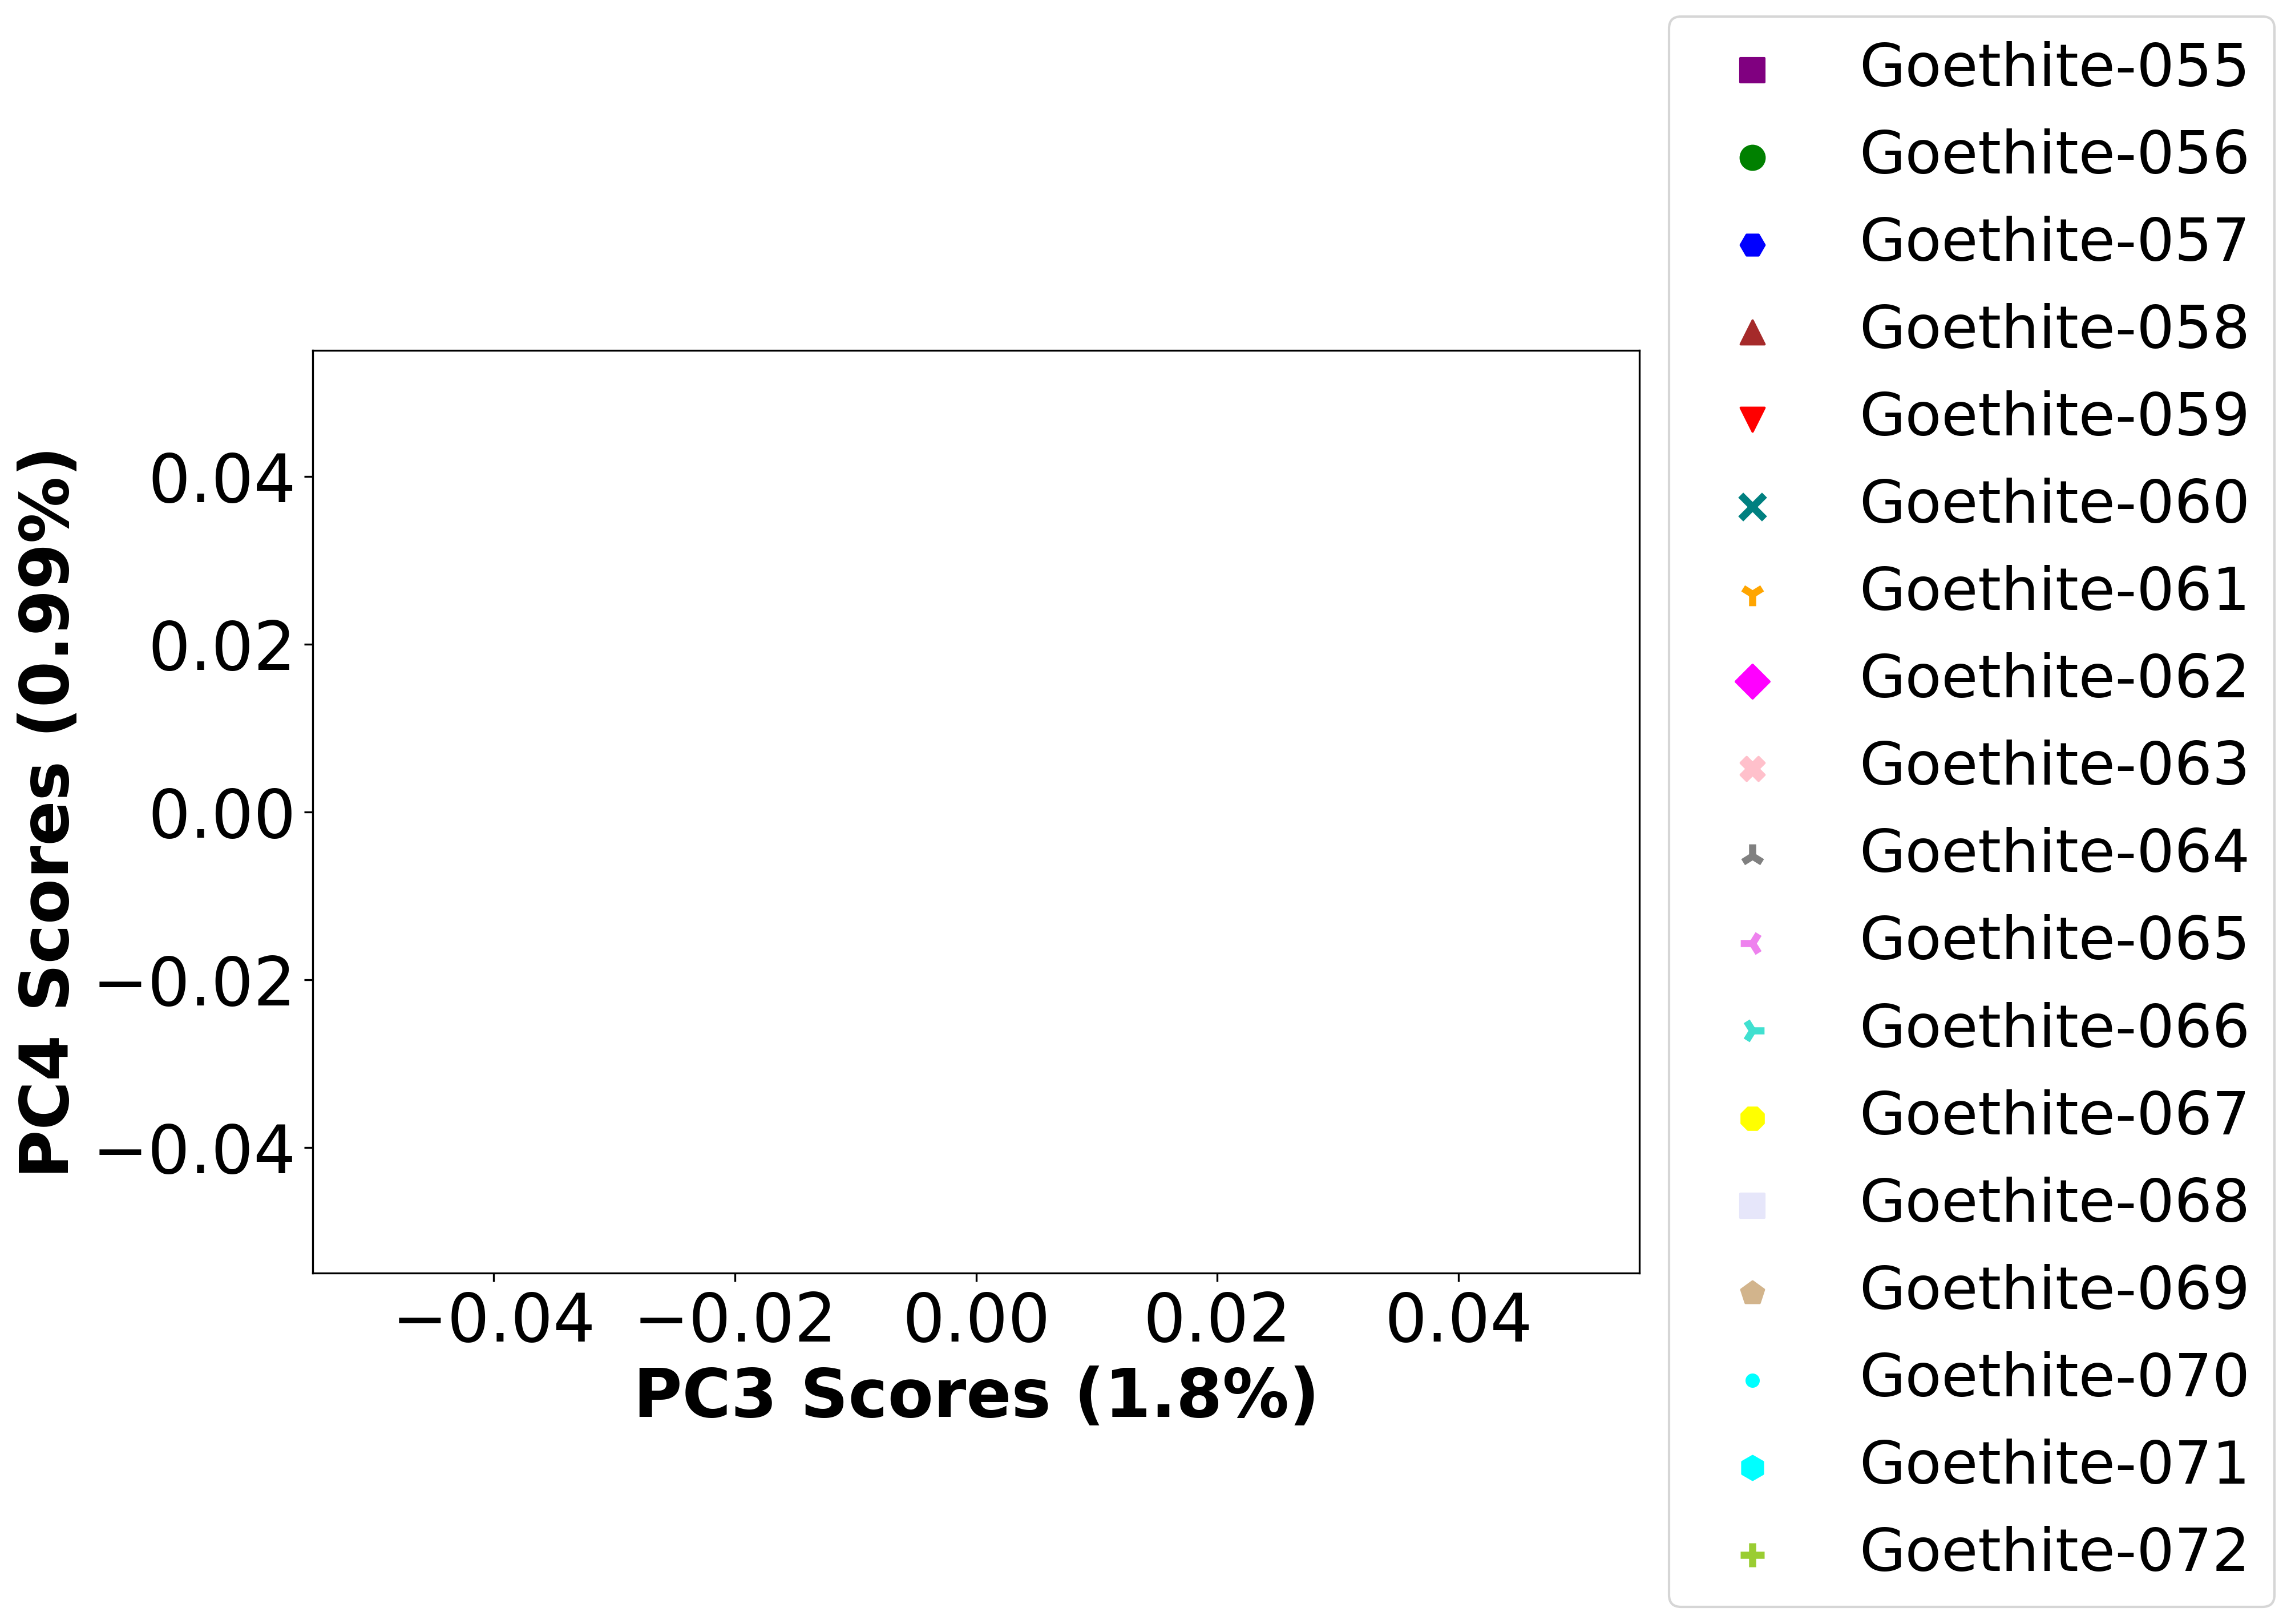 PC4 Scores (0.99%)
0.04
0.02
0.00
−0.02
−0.04
−0.04
−0.02
0.00
0.02
0.04
PC3 Scores (1.8%)
Goethite-055
Goethite-056
Goethite-057
Goethite-058
Goethite-059
Goethite-060
Goethite-061
Goethite-062
Goethite-063
Goethite-064
Goethite-065
Goethite-066
Goethite-067
Goethite-068
Goethite-069
Goethite-070
Goethite-071
Goethite-072